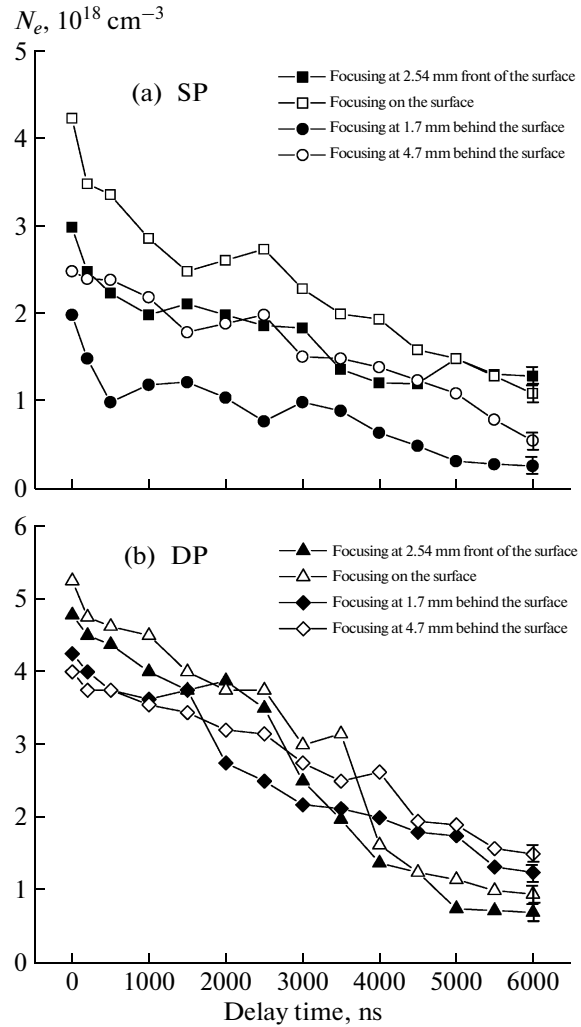 Nₑ, 10¹⁸ cm⁻³
5
(a) SP
Focusing at 2.54 mm front of the surface
Focusing on the surface
Focusing at 1.7 mm behind the surface
Focusing at 4.7 mm behind the surface
4
3
2
1
0
6
(b) DP
Focusing at 2.54 mm front of the surface
Focusing on the surface
Focusing at 1.7 mm behind the surface
Focusing at 4.7 mm behind the surface
5
4
3
2
1
0
0 1000 2000 3000 4000 5000 6000
Delay time, ns